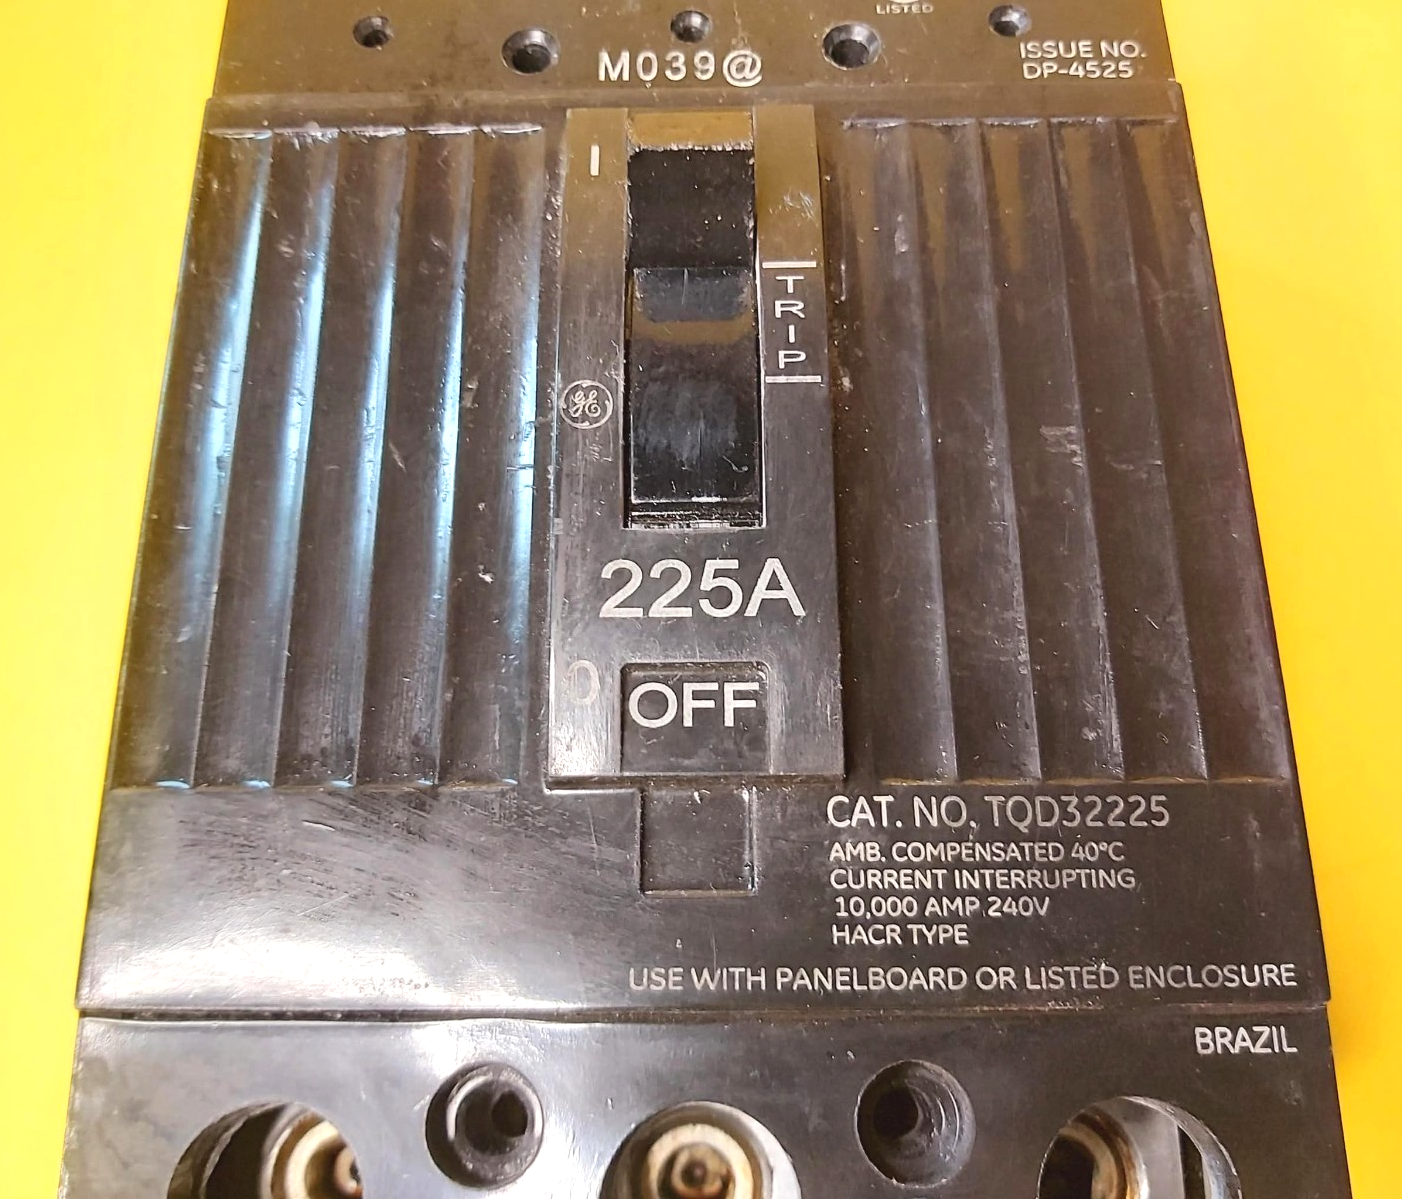 LISTED
M039@
ISSUE NO.
DP-4525
I
TRIP
GE
225A
O
OFF
CAT. NO. TQD32225
AMB. COMPENSATED 40°C
CURRENT INTERRUPTING
10,000 AMP 240V
HACR TYPE
USE WITH PANELBOARD OR LISTED ENCLOSURE
BRAZIL